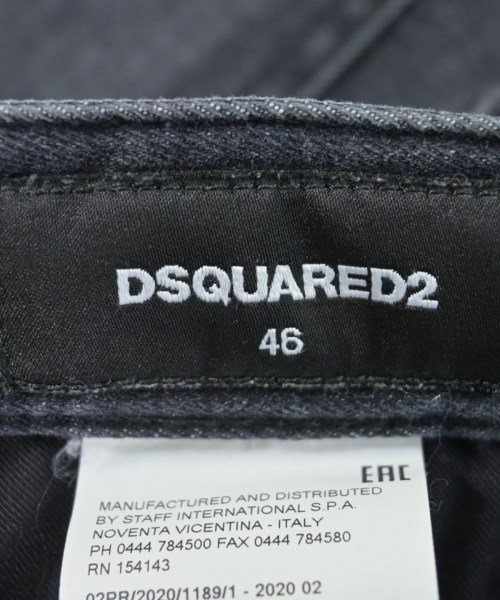 DSQUARED2
46
EAC
MANUFACTURED AND DISTRIBUTED
BY STAFF INTERNATIONAL S.P.A.
NOVENTA VICENTINA - ITALY
PH 0444 784500 FAX 0444 784580
RN 154143
02PR/2020/1189/1 - 2020 02